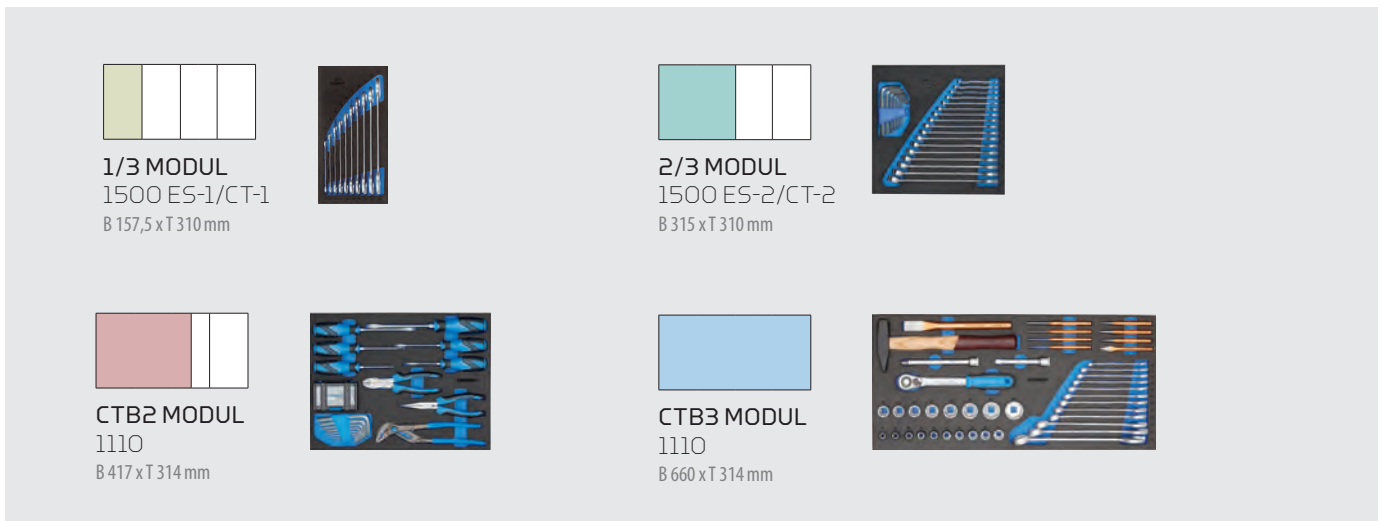 1/3 MODUL
1500 ES-1/CT-1
B 157,5 x T 310 mm
2/3 MODUL
1500 ES-2/CT-2
B 315 x T 310 mm
CTB2 MODUL
1110
B 417 x T 314 mm
CTB3 MODUL
1110
B 660 x T 314 mm